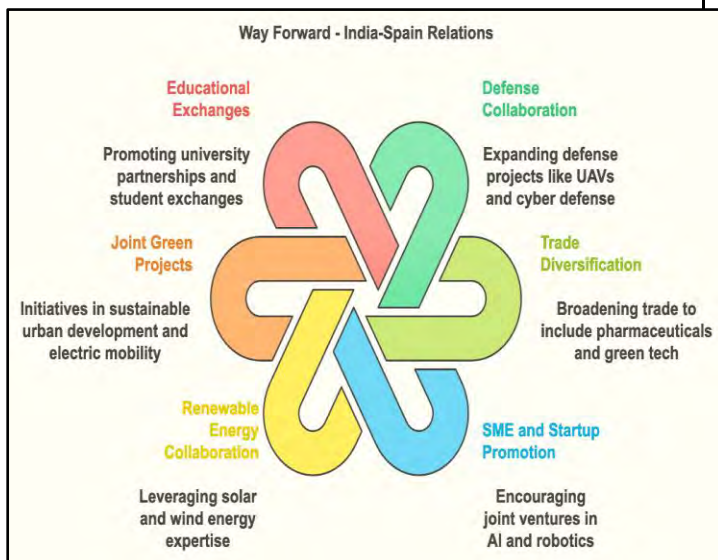 Way Forward - India-Spain Relations
Educational
Exchanges
Promoting university
partnerships and
student exchanges
Defense
Collaboration
Expanding defense
projects like UAVs
and cyber defense
Joint Green
Projects
Initiatives in sustainable
urban development and
electric mobility
Trade
Diversification
Broadening trade to
include pharmaceuticals
and green tech
Renewable
Energy
Collaboration
Leveraging solar
and wind energy
expertise
SME and Startup
Promotion
Encouraging
joint ventures in
AI and robotics